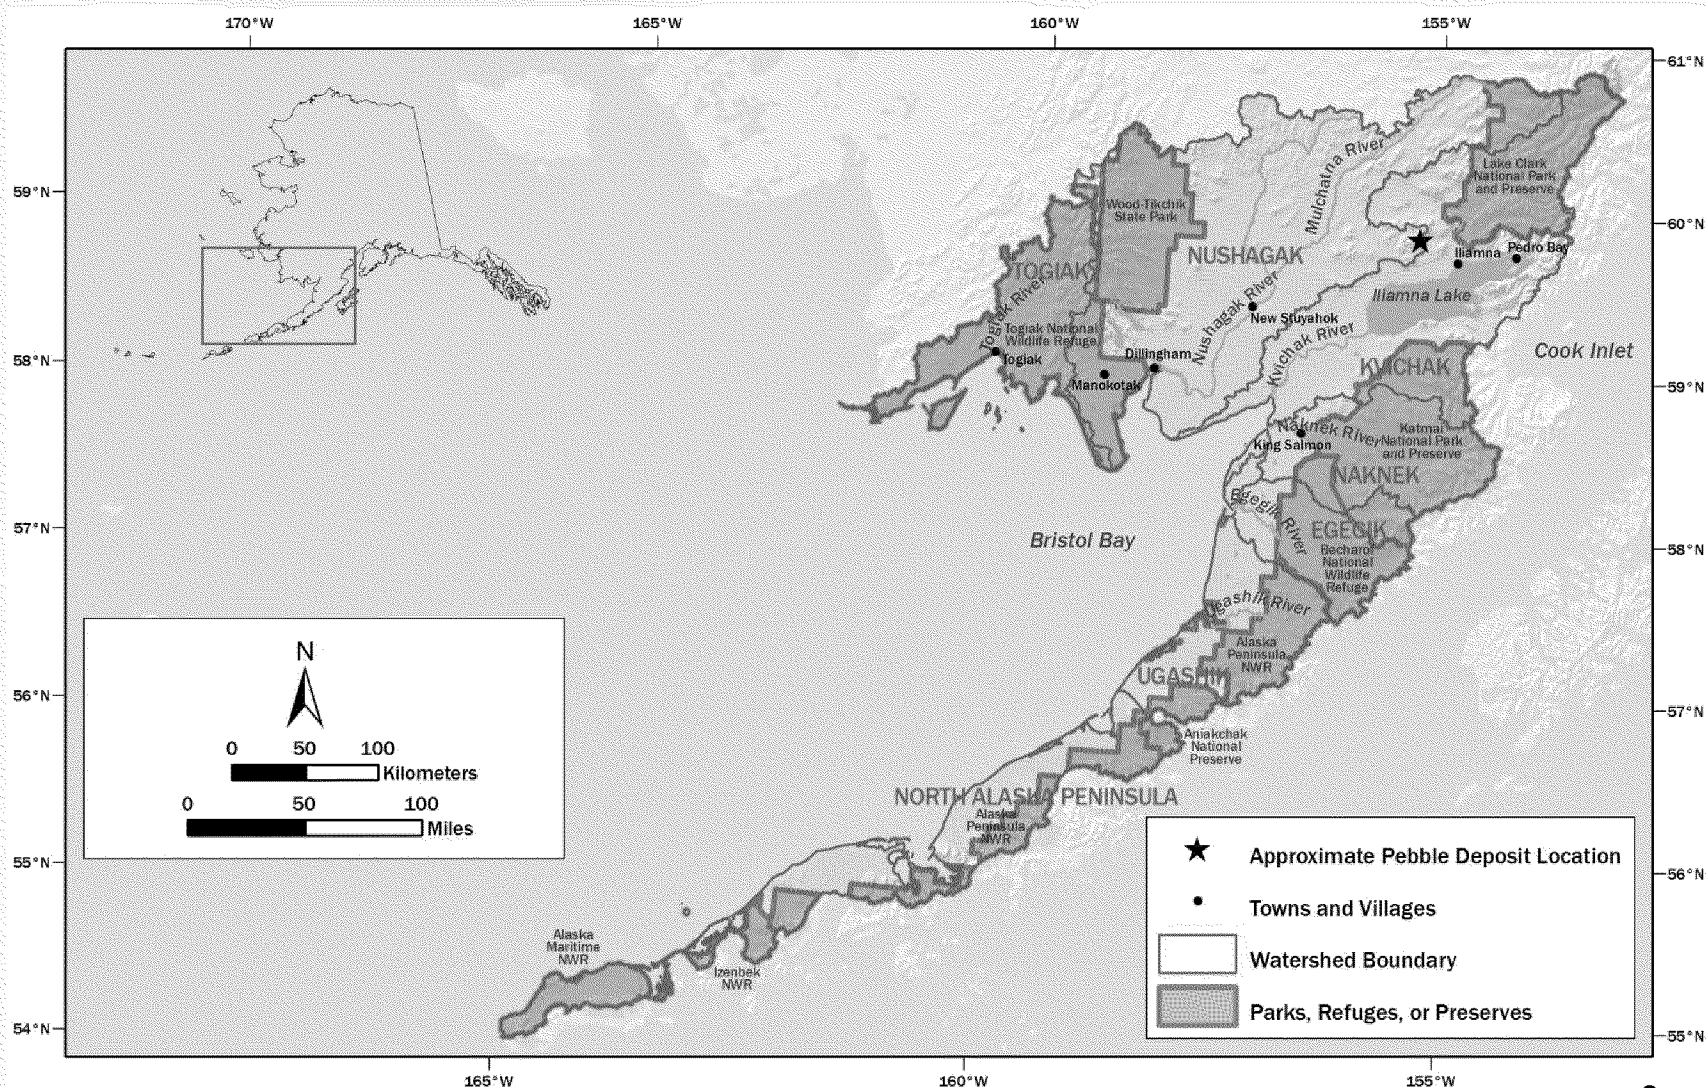 170°W
165°W
160°W
155°W
61°N
59°N
60°N
58°N
59°N
57°N
58°N
56°N
57°N
55°N
56°N
54°N
55°N
165°W
160°W
155°W
Mulchatna River
Lake Clark
National Park
and Preserve
Wood-Tikchik
State Park
NUSHAGAK
TOGIAK
Togiak River
Iliamna
Pedro Bay
Iliamna Lake
Nushagak River
New Stuyahok
Togiak National
Wildlife Refuge
Togiak
Dillingham
Manokotak
Kvichak River
Cook Inlet
KVICHAK
Naknek River
King Salmon
Katmai
National Park
and Preserve
NAKNEK
Egegik River
EGEGIK
Becharof
National
Wildlife
Refuge
Bristol Bay
Ugashik River
Alaska
Peninsula
NWR
UGASHIK
Aniakchak
National
Preserve
NORTH ALASKA PENINSULA
Alaska
Peninsula
NWR
Alaska
Maritime
NWR
Izenbek
NWR
N
0 50 100
Kilometers
0 50 100
Miles
Approximate Pebble Deposit Location
Towns and Villages
Watershed Boundary
Parks, Refuges, or Preserves